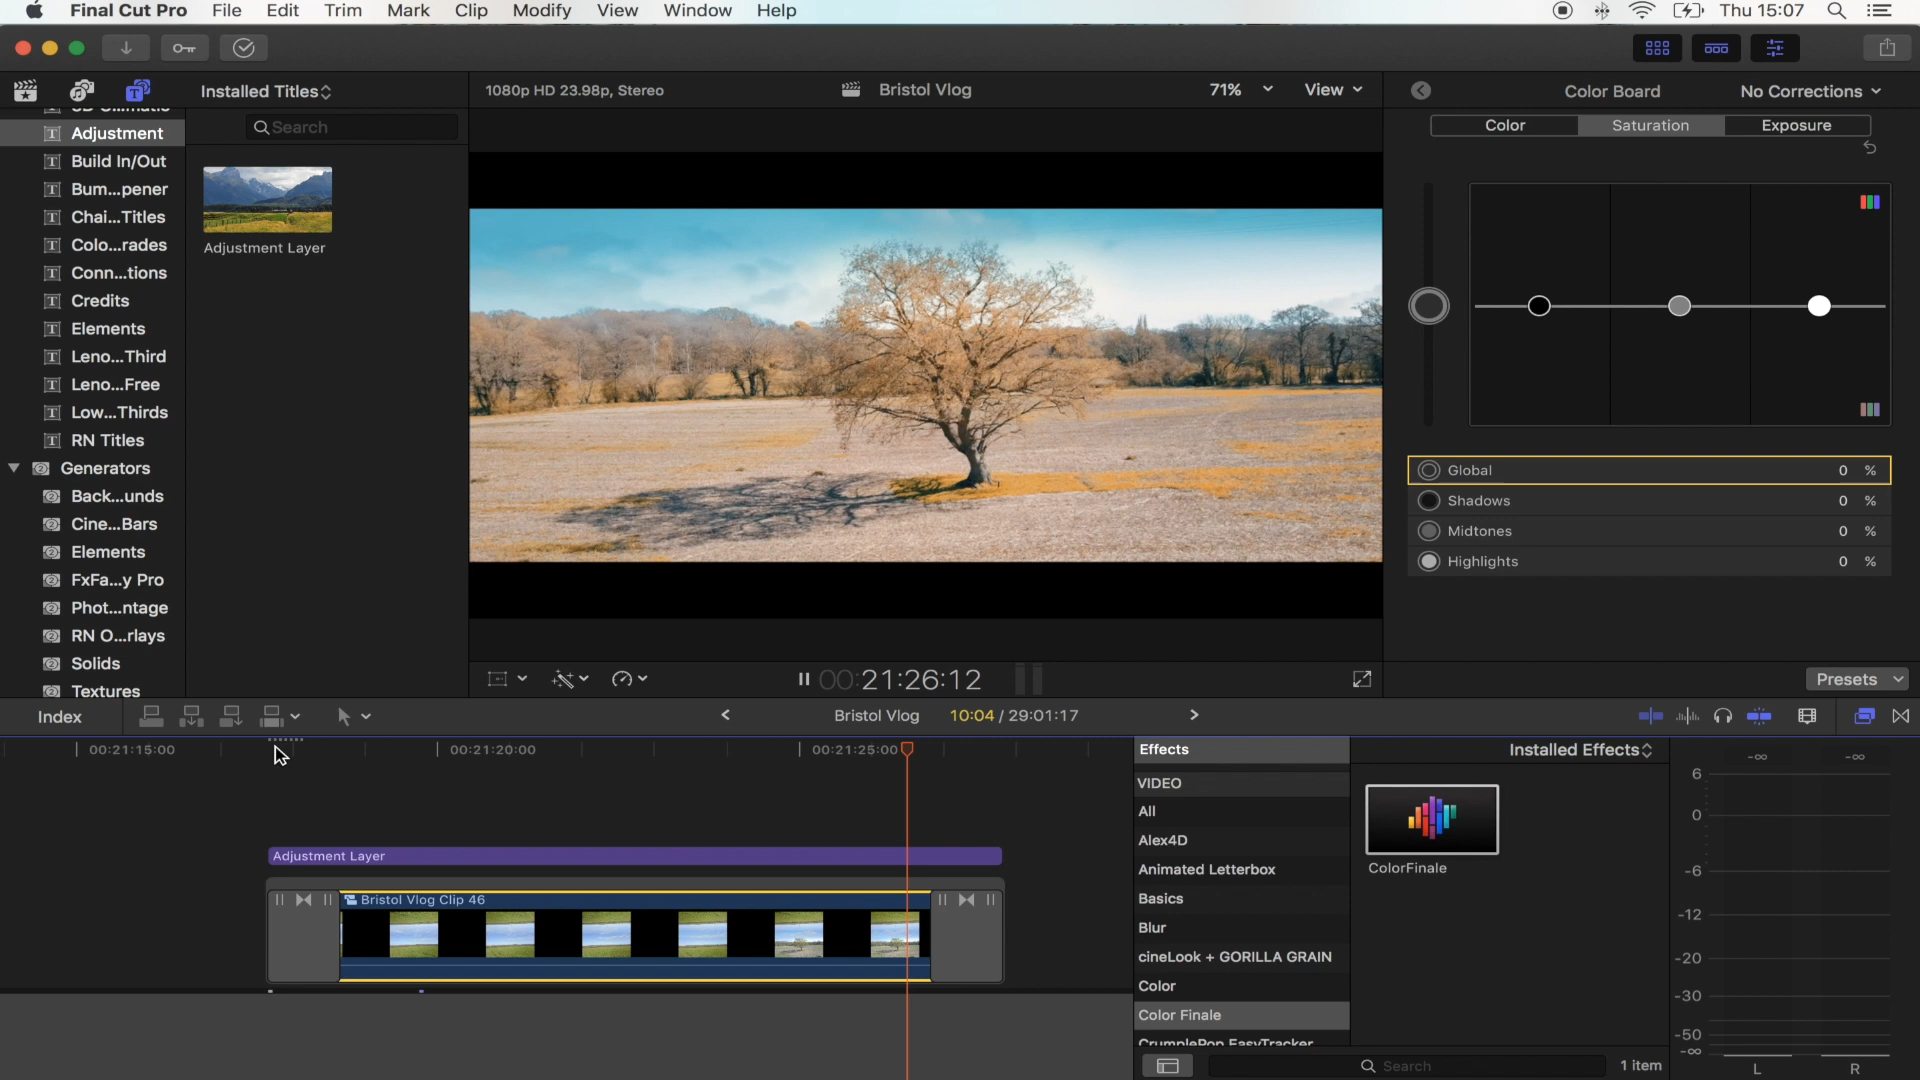 Final Cut Pro File Edit Trim Mark Clip Modify View Window Help Thu 15:07
Installed Titles
1080p HD 23.98p, Stereo
Bristol Vlog
71%
View
Color Board
No Corrections
Search
Adjustment
Build In/Out
Bum...pener
Chai...Titles
Colo...rades
Conn...tions
Credits
Elements
Leno...Third
Leno...Free
Low...Thirds
RN Titles
Generators
Back...unds
Cine...Bars
Elements
FxFa...y Pro
Phot...ntage
RN O...rlays
Solids
Textures
Adjustment Layer
Color Saturation Exposure
Global 0 %
Shadows 0 %
Midtones 0 %
Highlights 0 %
Presets
00:21:26:12
Index
Bristol Vlog 10:04 / 29:01:17
00:21:15:00 00:21:20:00 00:21:25:00
Adjustment Layer
Bristol Vlog Clip 46
Effects
Installed Effects
VIDEO
All
Alex4D
Animated Letterbox
Basics
Blur
cineLook + GORILLA GRAIN
Color
Color Finale
CrumplePop EasyTracker
ColorFinale
Search
1 item
-∞ -∞
6
0
-6
-12
-20
-30
-50
-∞
L R